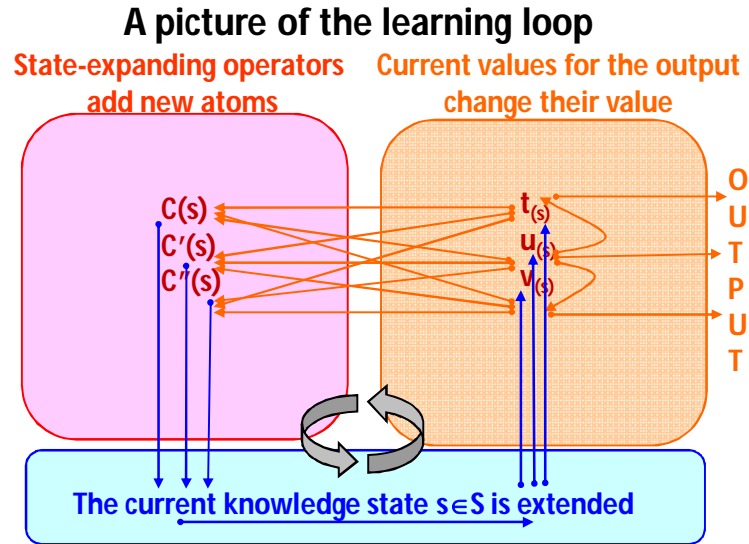 A picture of the learning loop
State-expanding operators
add new atoms
Current values for the output
change their value
C(s)
C'(s)
C"(s)
t(s)
u(s)
v(s)
O
U
T
P
U
T
The current knowledge state s∈S is extended